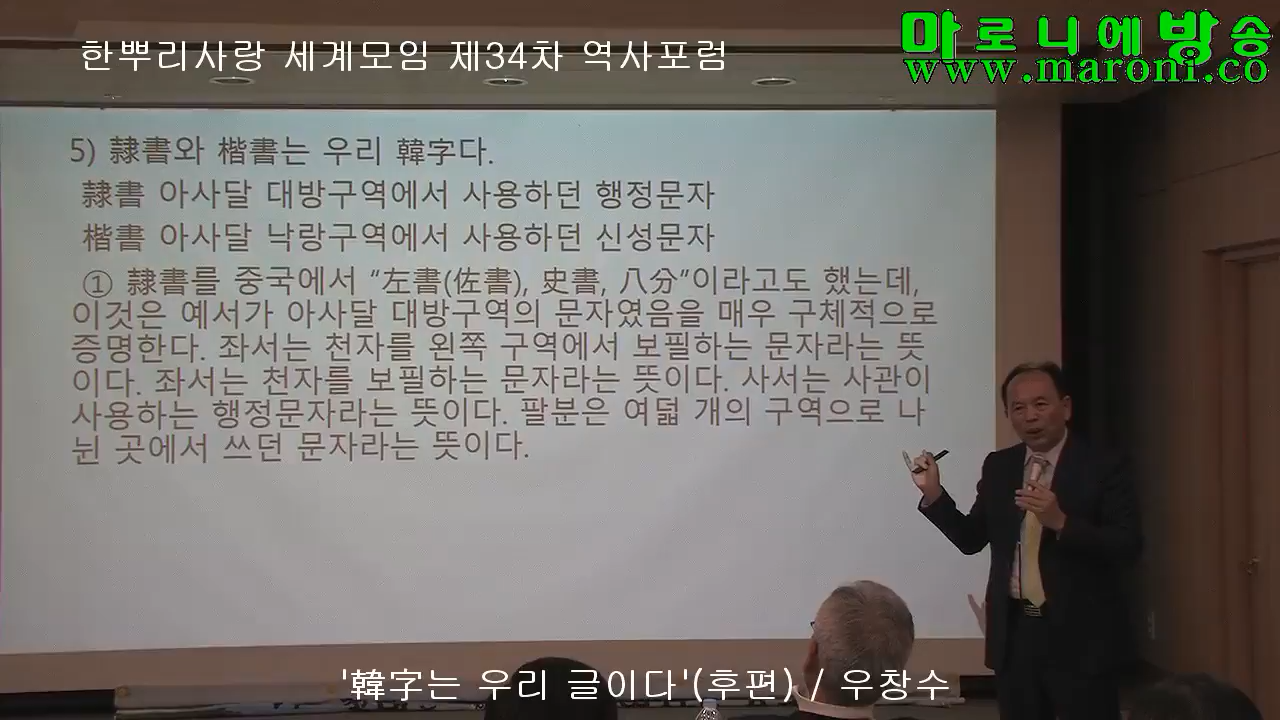 한뿌리사랑 세계모임 제34차 역사포럼
마로니에방송
www.maroni.co
5) 隸書와 楷書는 우리 韓字다.
隸書 아사달 대방구역에서 사용하던 행정문자
楷書 아사달 낙랑구역에서 사용하던 신성문자
① 隸書를 중국에서 “左書(佐書), 史書, 八分”이라고도 했는데,
이것은 예서가 아사달 대방구역의 문자였음을 매우 구체적으로
증명한다. 좌서는 천자를 왼쪽 구역에서 보필하는 문자라는 뜻
이다. 좌서는 천자를 보필하는 문자라는 뜻이다. 사서는 사관이
사용하는 행정문자라는 뜻이다. 팔분은 여덟 개의 구역으로 나
뉜 곳에서 쓰던 문자라는 뜻이다.
'韓字는 우리 글이다'(후편) / 우창수